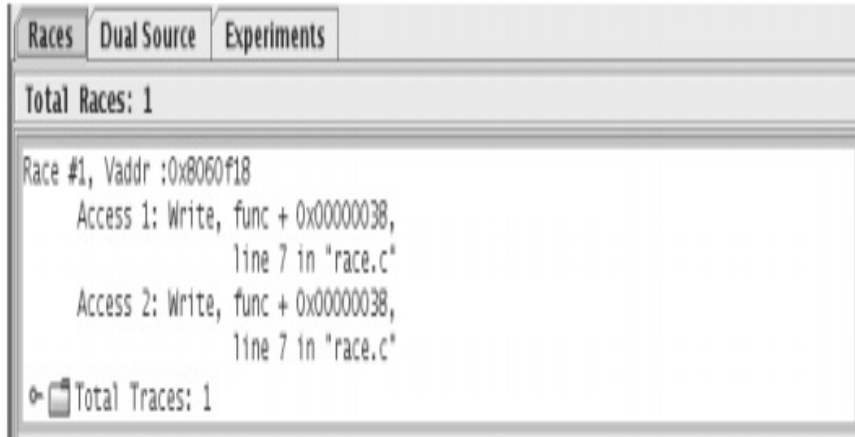 Races Dual Source Experiments
Total Races: 1
Race #1, Vaddr :0x8060f18
Access 1: Write, func + 0x00000038,
line 7 in "race.c"
Access 2: Write, func + 0x00000038,
line 7 in "race.c"
Total Traces: 1